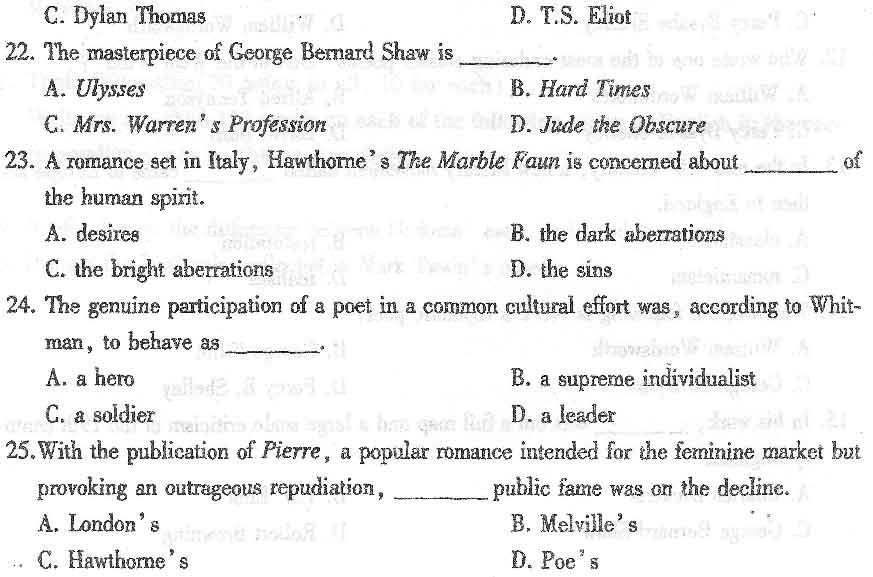 C. Dylan Thomas D. T.S. Eliot
22. The masterpiece of George Bernard Shaw is ________.
A. Ulysses B. Hard Times
C. Mrs. Warren's Profession D. Jude the Obscure
23. A romance set in Italy, Hawthorne's The Marble Faun is concerned about ________ of
the human spirit.
A. desires B. the dark aberrations
C. the bright aberrations D. the sins
24. The genuine participation of a poet in a common cultural effort was, according to Whit-
man, to behave as ________.
A. a hero B. a supreme individualist
C. a soldier D. a leader
25. With the publication of Pierre, a popular romance intended for the feminine market but
provoking an outrageous repudiation, ________ public fame was on the decline.
A. London's B. Melville's
C. Hawthorne's D. Poe's